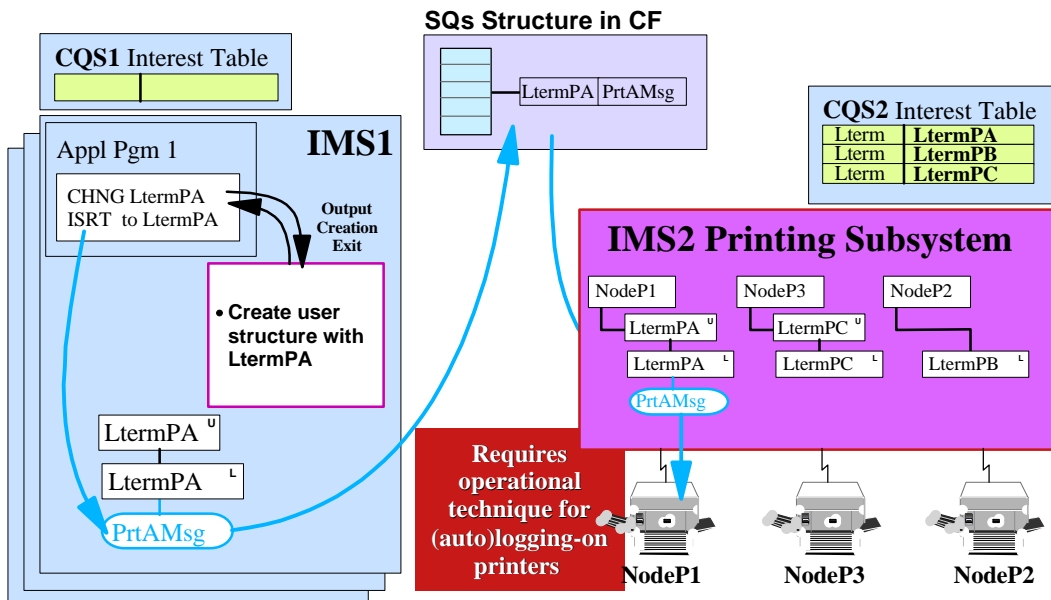 SQs Structure in CF
CQS1 Interest Table
LtermPA PrtAMsg
CQS2 Interest Table
Lterm LtermPA
Lterm LtermPB
Lterm LtermPC
IMS1
Appl Pgm 1
CHNG LtermPA
ISRT to LtermPA
Output
Creation
Exit
• Create user
structure with
LtermPA
LtermPA U
LtermPA L
PrtAMsg
IMS2 Printing Subsystem
NodeP1 NodeP3 NodeP2
LtermPA U LtermPC U
LtermPA L LtermPC L LtermPB L
PrtAMsg
Requires
operational
technique for
(auto)logging-on
printers
NodeP1 NodeP3 NodeP2